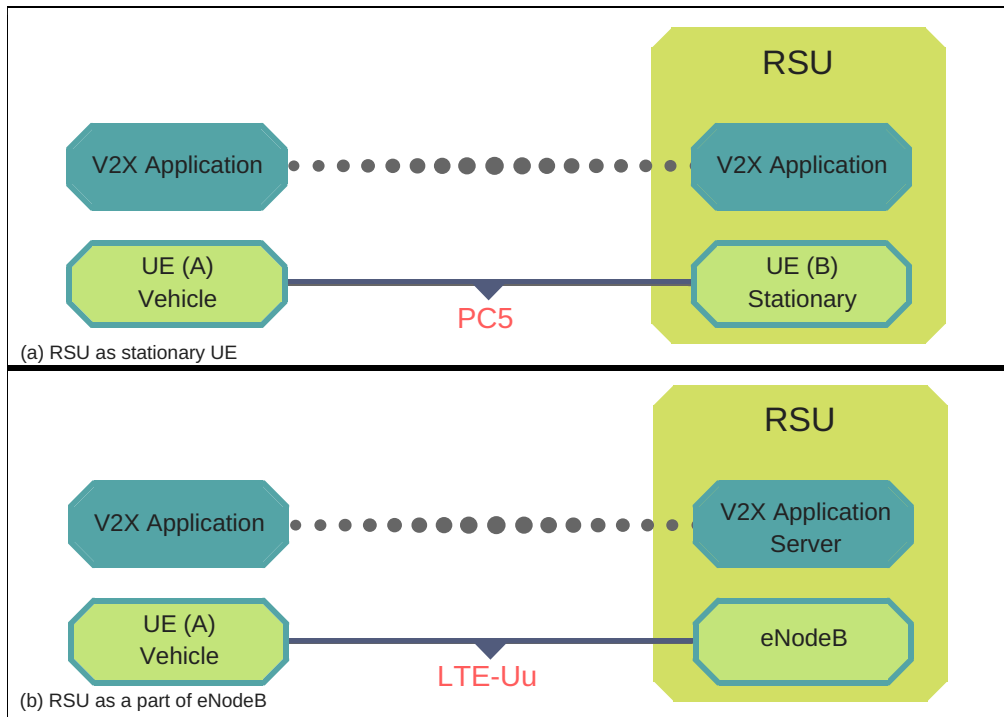 RSU
V2X Application
V2X Application
UE (A)
Vehicle
UE (B)
Stationary
PC5
(a) RSU as stationary UE
RSU
V2X Application
V2X Application
Server
UE (A)
Vehicle
eNodeB
LTE-Uu
(b) RSU as a part of eNodeB